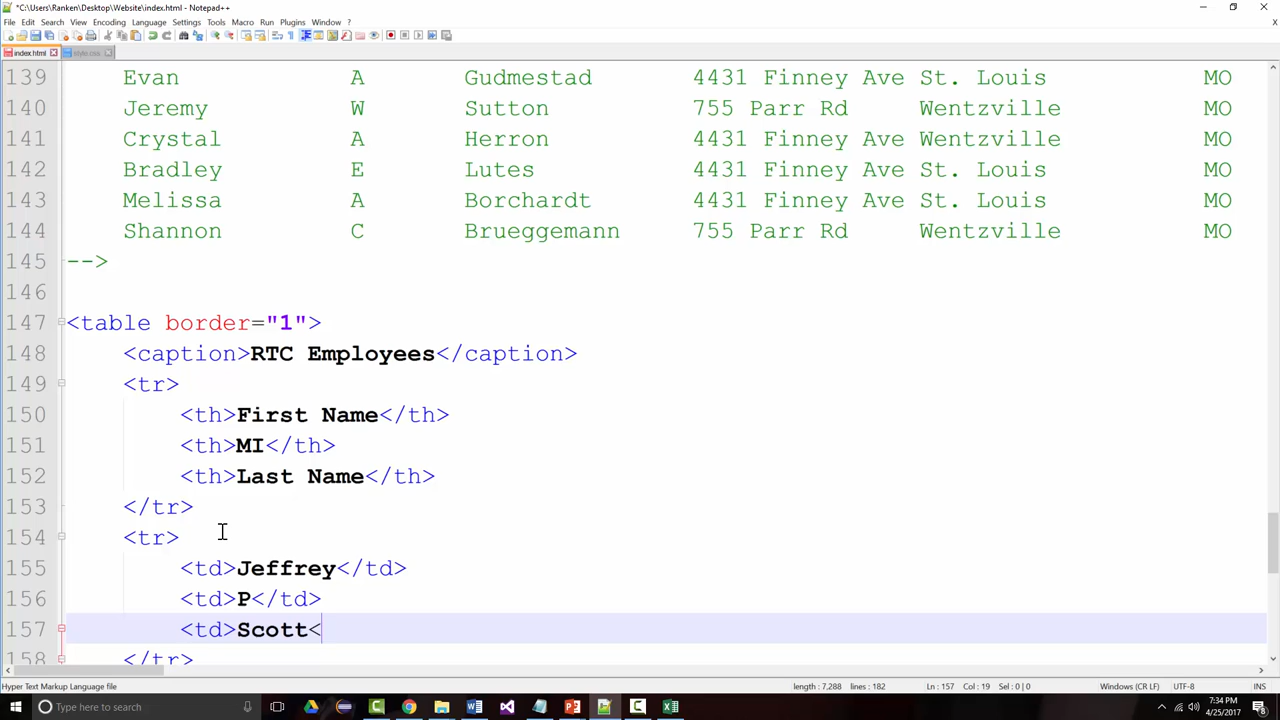 *C:\Users\Ranken\Desktop\Website\index.html - Notepad++
File Edit Search View Encoding Language Settings Tools Macro Run Plugins Window ?
X
index.html style.css
139 Evan A Gudmestad 4431 Finney Ave St. Louis MO
140 Jeremy W Sutton 755 Parr Rd Wentzville MO
141 Crystal A Herron 4431 Finney Ave Wentzville MO
142 Bradley E Lutes 4431 Finney Ave St. Louis MO
143 Melissa A Borchardt 4431 Finney Ave St. Louis MO
144 Shannon C Brueggemann 755 Parr Rd Wentzville MO
145 -->
146
147 <table border="1">
148 <caption>RTC Employees</caption>
149 <tr>
150 <th>First Name</th>
151 <th>MI</th>
152 <th>Last Name</th>
153 </tr>
154 <tr>
155 <td>Jeffrey</td>
156 <td>P</td>
157 <td>Scott<
158 </tr>
Hyper Text Markup Language file length : 7,288 lines : 182 Ln : 157 Col : 19 Sel : 0 | 0 Windows (CR LF) UTF-8 INS
Type here to search 7:34 PM
4/25/2017